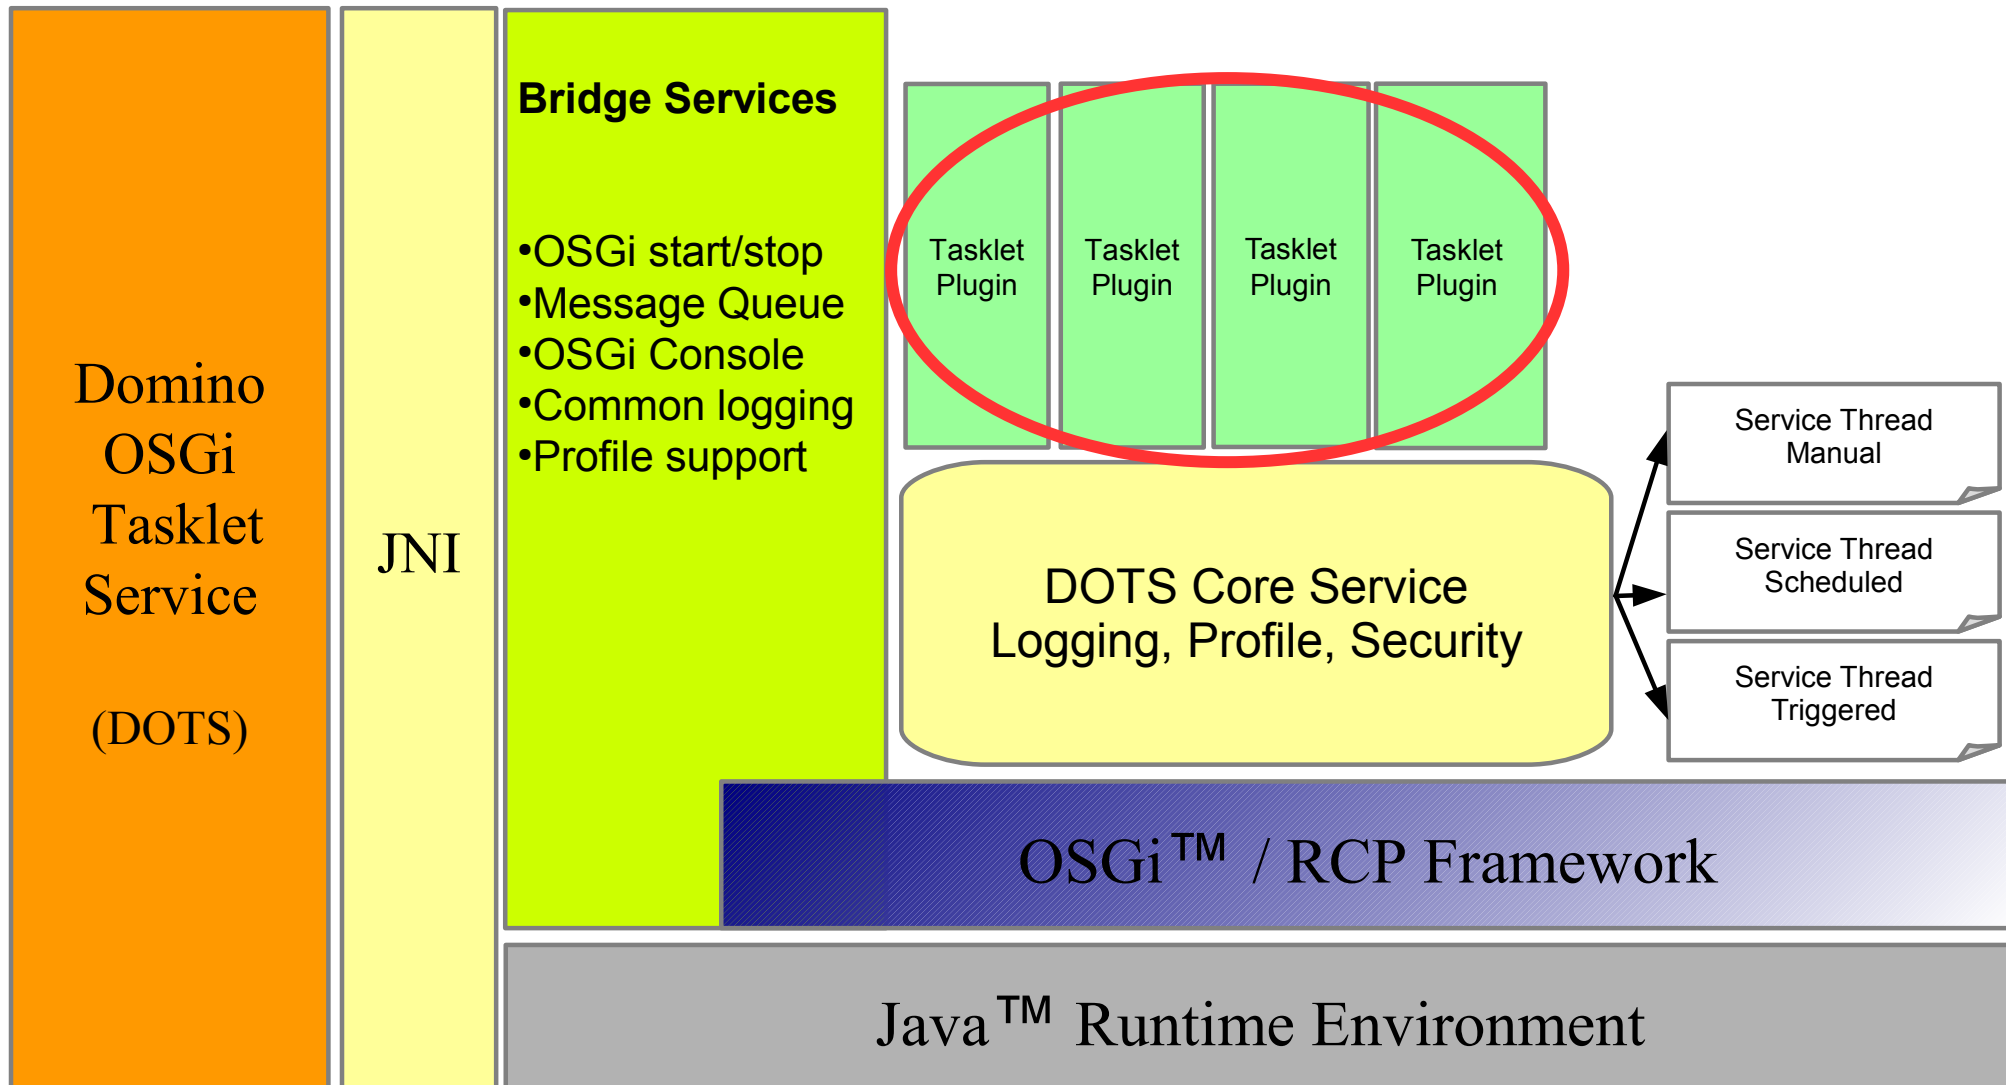 Domino
OSGi
Tasklet
Service
(DOTS)
JNI
Bridge Services
•OSGi start/stop
•Message Queue
•OSGi Console
•Common logging
•Profile support
Tasklet
Plugin
Tasklet
Plugin
Tasklet
Plugin
Tasklet
Plugin
DOTS Core Service
Logging, Profile, Security
Service Thread
Manual
Service Thread
Scheduled
Service Thread
Triggered
OSGi™ / RCP Framework
Java™ Runtime Environment